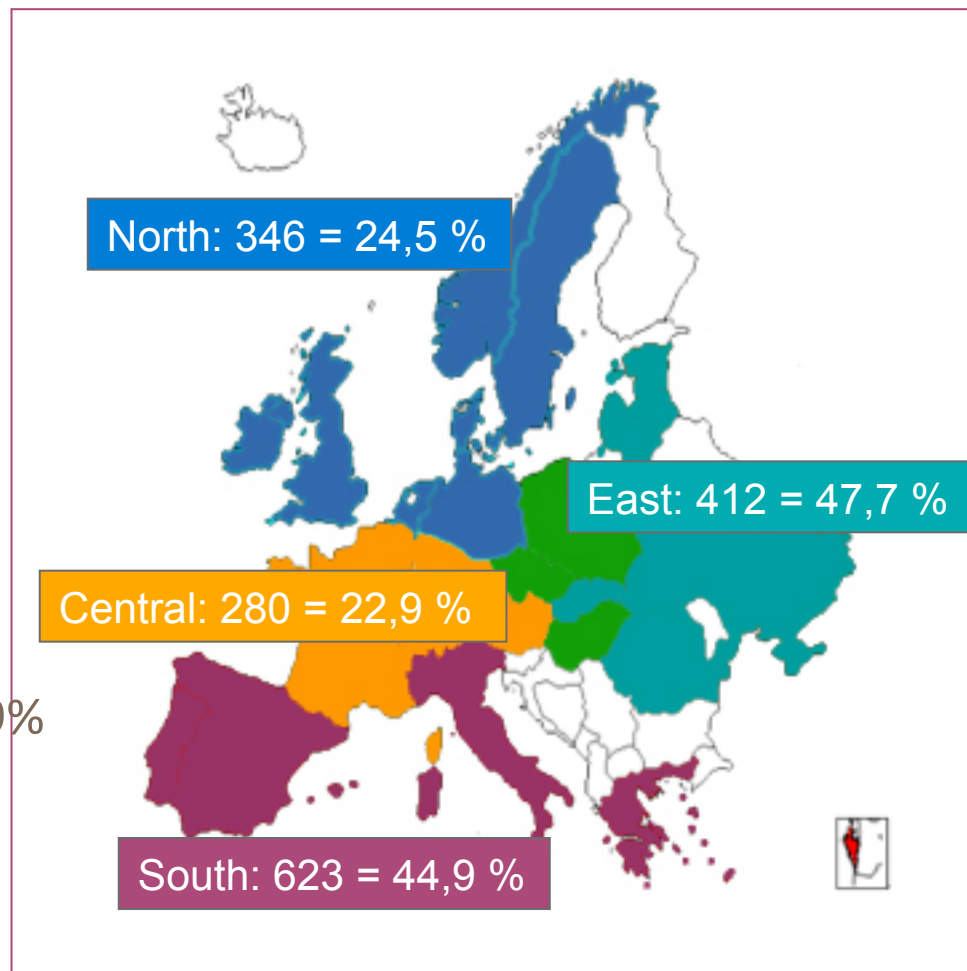 North: 346 = 24,5 %
East: 412 = 47,7 %
Central: 280 = 22,9 %
%
South: 623 = 44,9 %